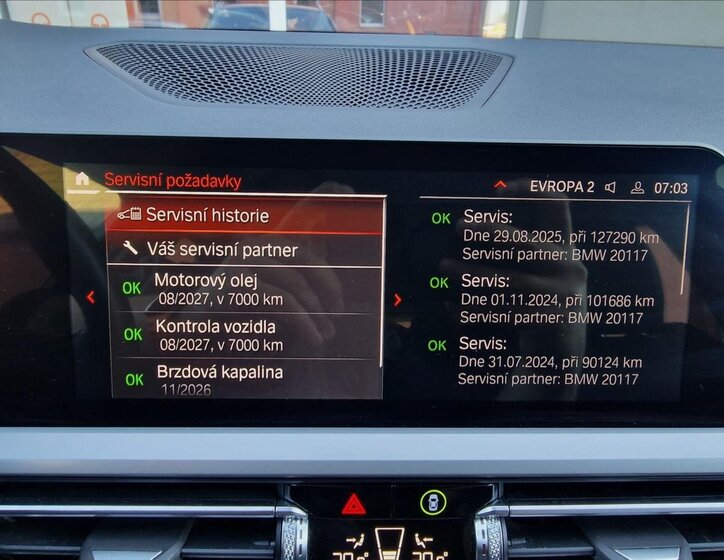 Servisní požadavky
EVROPA 2 07:03
Servisní historie
Váš servisní partner
OK Motorový olej
08/2027, v 7000 km
OK Kontrola vozidla
08/2027, v 7000 km
OK Brzdová kapalina
11/2026
OK Servis:
Dne 29.08.2025, při 127290 km
Servisní partner: BMW 20117
OK Servis:
Dne 01.11.2024, při 101686 km
Servisní partner: BMW 20117
OK Servis:
Dne 31.07.2024, při 90124 km
Servisní partner: BMW 20117